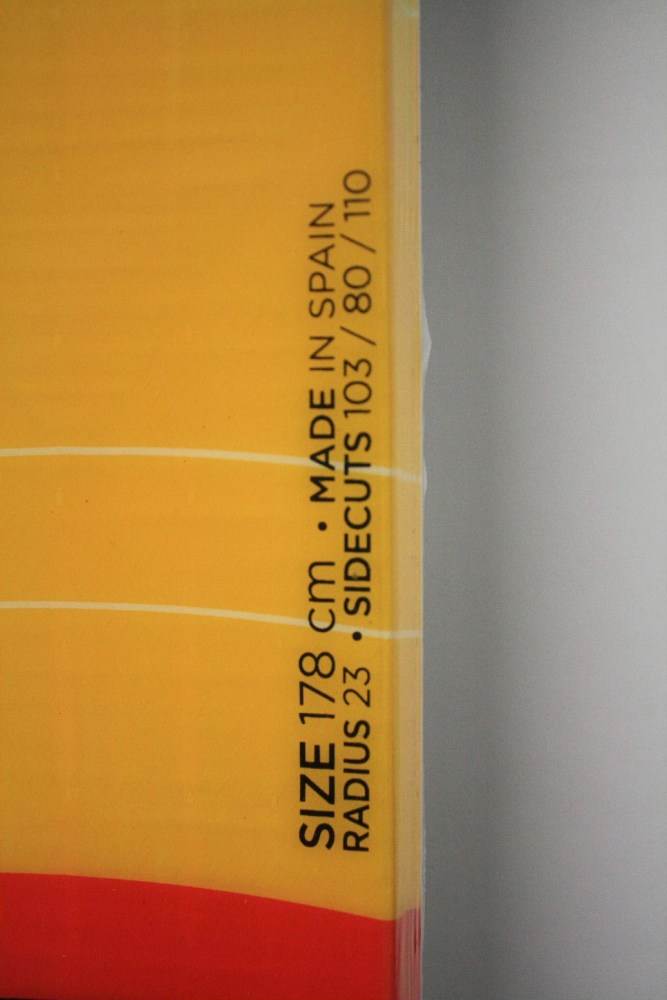 SIZE 178 cm • MADE IN SPAIN
RADIUS 23 • SIDECUTS 103 / 80 / 110